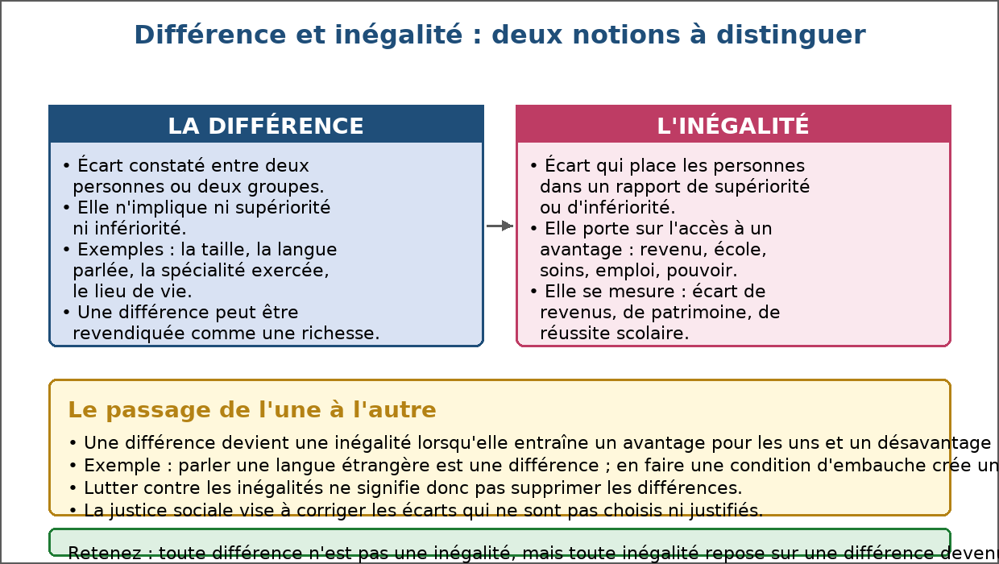 Différence et inégalité : deux notions à distinguer
LA DIFFÉRENCE
• Écart constaté entre deux
personnes ou deux groupes.
• Elle n'implique ni supériorité
ni infériorité.
• Exemples : la taille, la langue
parlée, la spécialité exercée,
le lieu de vie.
• Une différence peut être
revendiquée comme une richesse.
L'INÉGALITÉ
• Écart qui place les personnes
dans un rapport de supériorité
ou d'infériorité.
• Elle porte sur l'accès à un
avantage : revenu, école,
soins, emploi, pouvoir.
• Elle se mesure : écart de
revenus, de patrimoine, de
réussite scolaire.
Le passage de l'une à l'autre
• Une différence devient une inégalité lorsqu'elle entraîne un avantage pour les uns et un désavantage
• Exemple : parler une langue étrangère est une différence ; en faire une condition d'embauche crée
• Lutter contre les inégalités ne signifie donc pas supprimer les différences.
• La justice sociale vise à corriger les écarts qui ne sont pas choisis ni justifiés.
Retenez : toute différence n'est pas une inégalité, mais toute inégalité repose sur une différence